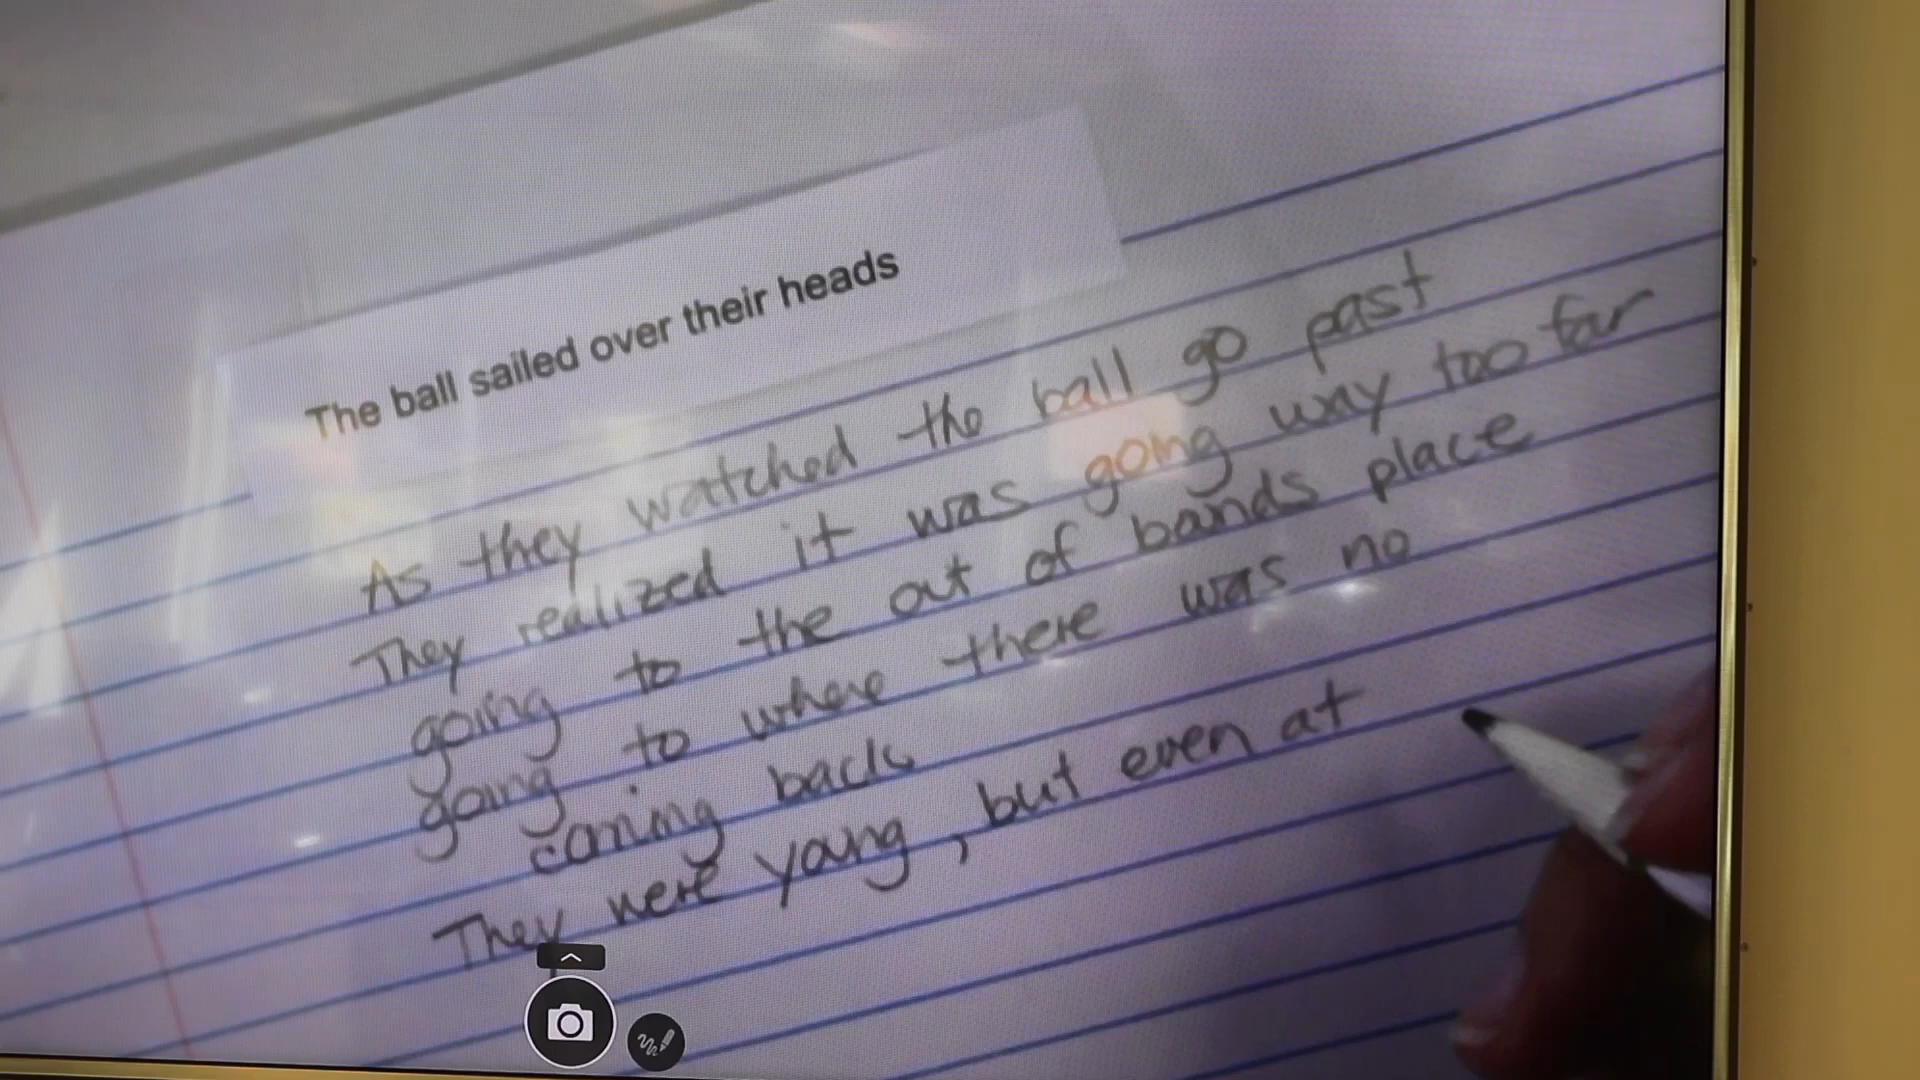 The ball sailed over their heads
As they watched the ball go past
They realized it was going way too far
going to the out of bands place
going to where there was no
coming back
They were young, but even at